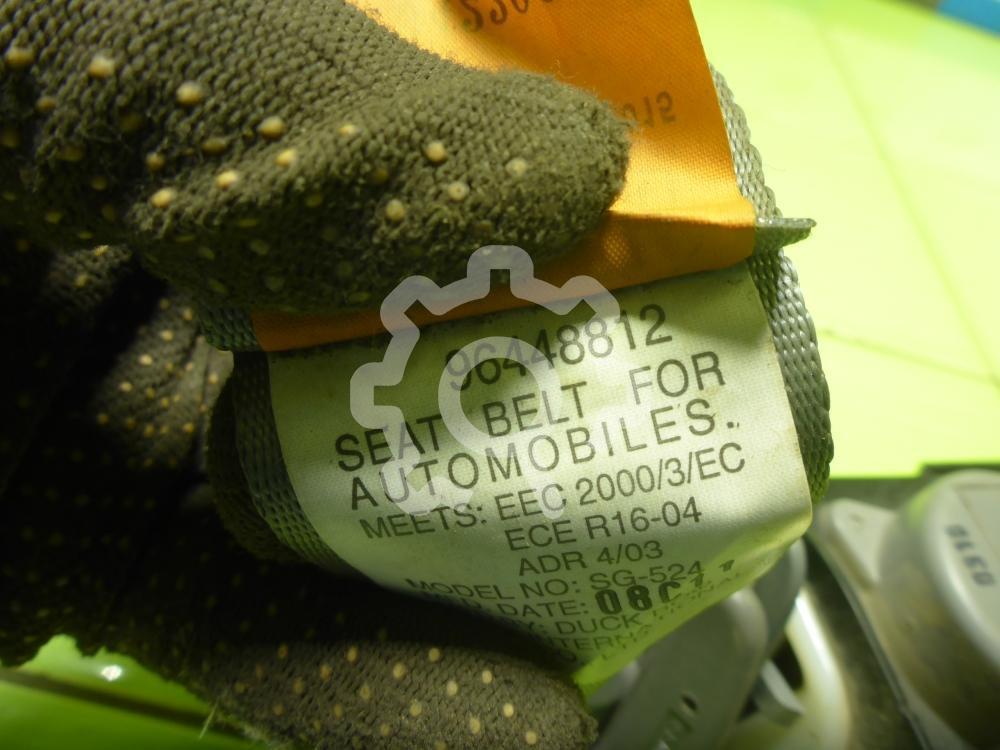 96448812
SEAT BELT FOR
AUTOMOBILES.
MEETS: EEC 2000/3/EC
ECE R16-04
ADR 4/03
MODEL NO: SG-524
DATE: 08C
DUCK